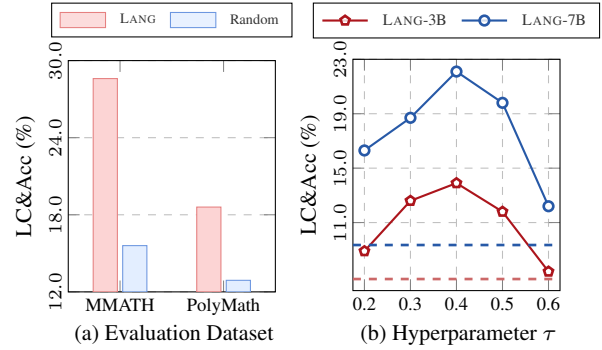 LANG Random
LC&Acc (%)
30.0
24.0
18.0
12.0
MMATH PolyMath
(a) Evaluation Dataset
LANG-3B LANG-7B
LC&Acc (%)
23.0
19.0
15.0
11.0
0.2 0.3 0.4 0.5 0.6
(b) Hyperparameter τ